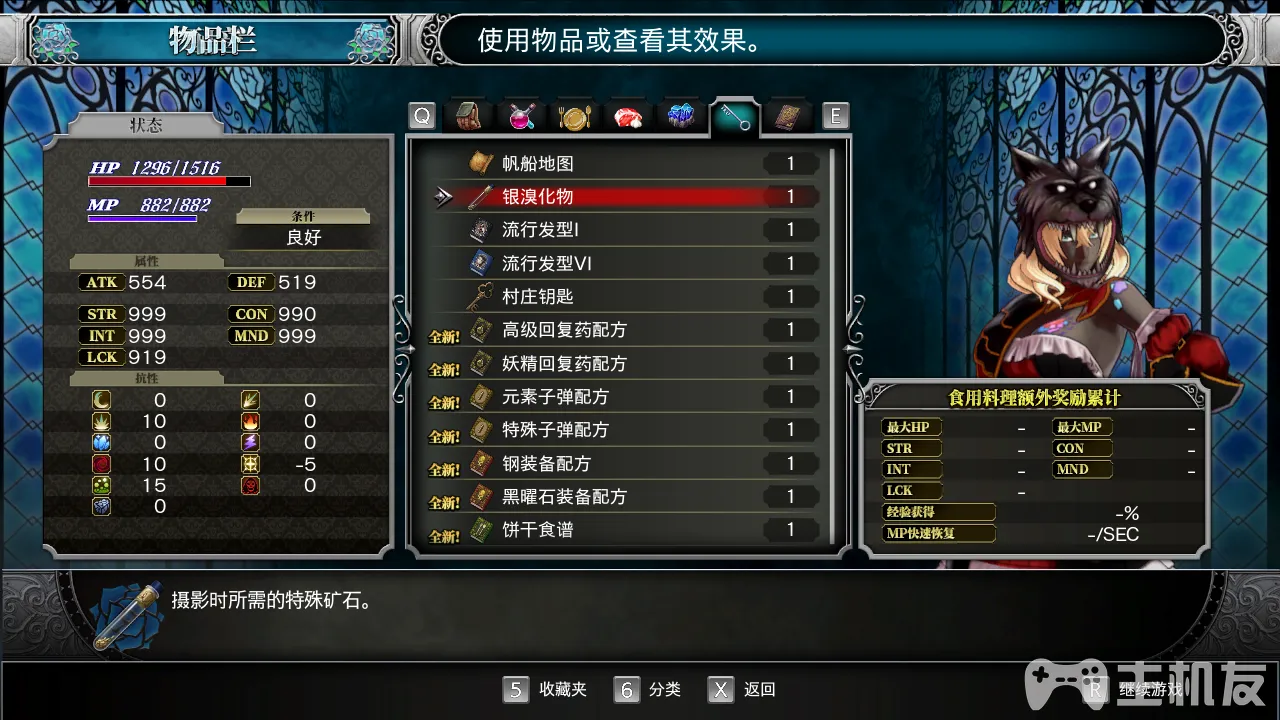 物品栏
使用物品或查看其效果。
Q
E
状态
HP 1296/1516
MP 882/882
条件
良好
属性
ATK 554 DEF 519
STR 999 CON 990
INT 999 MND 999
LCK 919
抗性
0 0
10 0
0 0
10 -5
15 0
0
帆船地图 1
银溴化物 1
流行发型I 1
流行发型VI 1
村庄钥匙 1
全新! 高级回复药配方 1
全新! 妖精回复药配方 1
全新! 元素子弹配方 1
全新! 特殊子弹配方 1
全新! 钢装备配方 1
全新! 黑曜石装备配方 1
全新! 饼干食谱 1
食用料理额外奖励累计
最大HP - 最大MP -
STR - CON -
INT - MND -
LCK -
经验获得 -%
MP快速恢复 -/SEC
摄影时所需的特殊矿石。
5 收藏夹 6 分类 X 返回 R 继续游戏
主机友